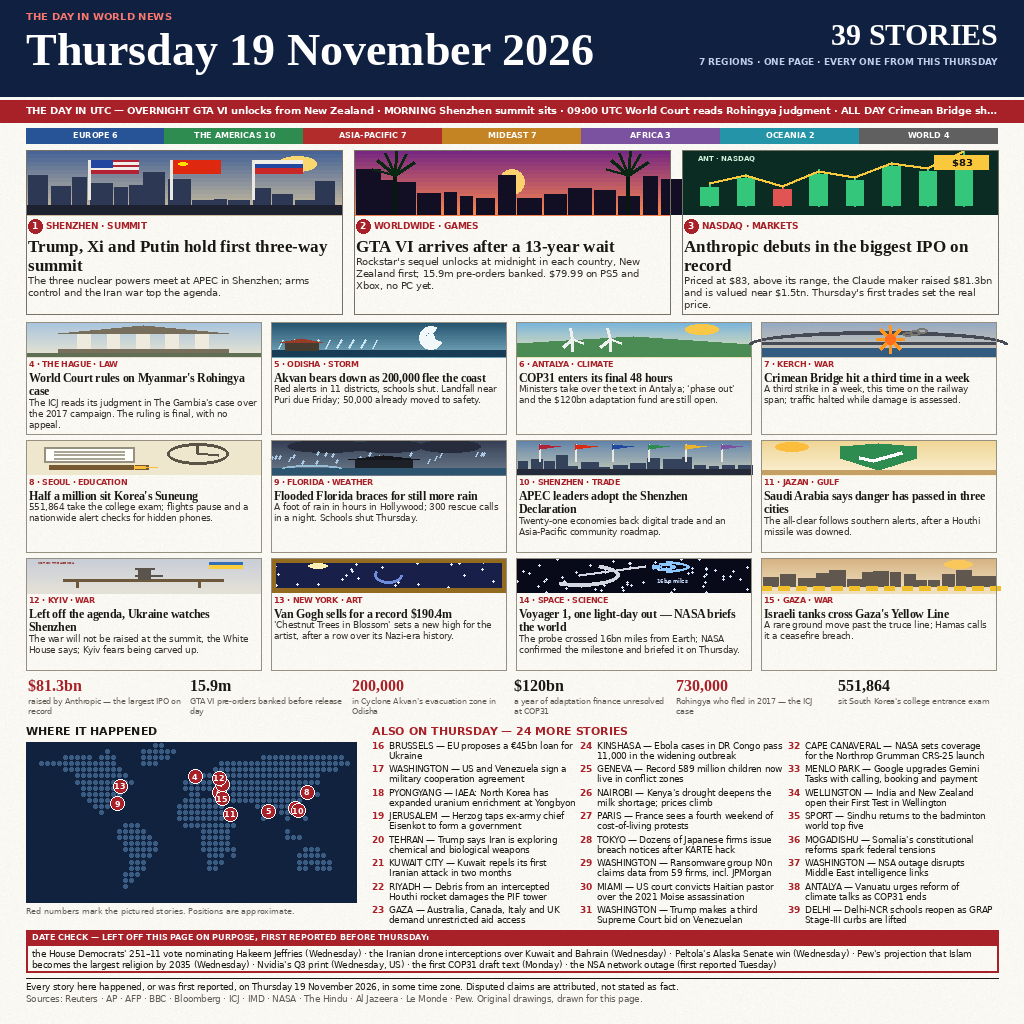 THE DAY IN WORLD NEWS
Thursday 19 November 2026
39 STORIES
7 REGIONS · ONE PAGE · EVERY ONE FROM THIS THURSDAY
THE DAY IN UTC — OVERNIGHT GTA VI unlocks from New Zealand · MORNING Shenzhen summit sits · 09:00 UTC World Court reads Rohingya judgment · ALL DAY Crimean Bridge sh...
EUROPE 6
THE AMERICAS 10
ASIA-PACIFIC 7
MIDEAST 7
AFRICA 3
OCEANIA 2
WORLD 4
ANT · NASDAQ
$83
1 SHENZHEN · SUMMIT
Trump, Xi and Putin hold first three-way
summit
The three nuclear powers meet at APEC in Shenzhen; arms
control and the Iran war top the agenda.
2 WORLDWIDE · GAMES
GTA VI arrives after a 13-year wait
Rockstar's sequel unlocks at midnight in each country, New
Zealand first; 15.9m pre-orders banked. $79.99 on PS5 and
Xbox, no PC yet.
3 NASDAQ · MARKETS
Anthropic debuts in the biggest IPO on
record
Priced at $83, above its range, the Claude maker raised $81.3bn
and is valued near $1.5tn. Thursday's first trades set the real
price.
4 · THE HAGUE · LAW
World Court rules on Myanmar's Rohingya
case
The ICJ reads its judgment in The Gambia's case over
the 2017 campaign. The ruling is final, with no
appeal.
5 · ODISHA · STORM
Akvan bears down as 200,000 flee the coast
Red alerts in 11 districts, schools shut. Landfall near
Puri due Friday; 50,000 already moved to safety.
6 · ANTALYA · CLIMATE
COP31 enters its final 48 hours
Ministers take over the text in Antalya; 'phase out'
and the $120bn adaptation fund are still open.
7 · KERCH · WAR
Crimean Bridge hit a third time in a week
A third strike in a week, this time on the railway
span; traffic halted while damage is assessed.
8 · SEOUL · EDUCATION
Half a million sit Korea's Suneung
551,864 take the college exam; flights pause and a
nationwide alert checks for hidden phones.
9 · FLORIDA · WEATHER
Flooded Florida braces for still more rain
A foot of rain in hours in Hollywood; 300 rescue calls
in a night. Schools shut Thursday.
10 · SHENZHEN · TRADE
APEC leaders adopt the Shenzhen
Declaration
Twenty-one economies back digital trade and an
Asia-Pacific community roadmap.
11 · JAZAN · GULF
Saudi Arabia says danger has passed in three
cities
The all-clear follows southern alerts, after a Houthi
missile was downed.
12 · KYIV · WAR
Left off the agenda, Ukraine watches
Shenzhen
The war will not be raised at the summit, the White
House says; Kyiv fears being carved up.
13 · NEW YORK · ART
Van Gogh sells for a record $190.4m
'Chestnut Trees in Blossom' sets a new high for the
artist, after a row over its Nazi-era history.
16bn miles
14 · SPACE · SCIENCE
Voyager 1, one light-day out — NASA briefs
the world
The probe crossed 16bn miles from Earth; NASA
confirmed the milestone and briefed it on Thursday.
15 · GAZA · WAR
Israeli tanks cross Gaza's Yellow Line
A rare ground move past the truce line; Hamas calls
it a ceasefire breach.
$81.3bn
raised by Anthropic — the largest IPO on
record
15.9m
GTA VI pre-orders banked before release
day
200,000
in Cyclone Akvan's evacuation zone in
Odisha
$120bn
a year of adaptation finance unresolved
at COP31
730,000
Rohingya who fled in 2017 — the ICJ
case
551,864
sit South Korea's college entrance exam
WHERE IT HAPPENED
4
12
13
15
9
11
5
10
8
Red numbers mark the pictured stories. Positions are approximate.
ALSO ON THURSDAY — 24 MORE STORIES
16 BRUSSELS — EU proposes a €45bn loan for
Ukraine
17 WASHINGTON — US and Venezuela sign a
military cooperation agreement
18 PYONGYANG — IAEA: North Korea has
expanded uranium enrichment at Yongbyon
19 JERUSALEM — Herzog taps ex-army chief
Eisenkot to form a government
20 TEHRAN — Trump says Iran is exploring
chemical and biological weapons
21 KUWAIT CITY — Kuwait repels its first
Iranian attack in two months
22 RIYADH — Debris from an intercepted
Houthi rocket damages the PIF tower
23 GAZA — Australia, Canada, Italy and UK
demand unrestricted aid access
24 KINSHASA — Ebola cases in DR Congo pass
11,000 in widening outbreak
25 GENEVA — Record 589 million children now
live in conflict zones
26 NAIROBI — Kenya's drought deepens the
milk shortage; prices climb
27 PARIS — France sees a fourth weekend of
cost-of-living protests
28 TOKYO — Dozens of Japanese firms issue
breach notices after KARTE hack
29 WASHINGTON — Ransomware group N0n
claims data from 59 firms, incl. JPMorgan
30 MIAMI — US court convicts Haitian pastor
over the 2021 Moise assassination
31 WASHINGTON — Trump makes a third
Supreme Court bid on Venezuelan
32 CAPE CANAVERAL — NASA sets coverage
for the Northrop Grumman CRS-25 launch
33 MENLO PARK — Google upgrades Gemini
Tasks with calling, booking and payment
34 WELLINGTON — India and New Zealand
open their First Test in Wellington
35 SPORT — Sindhu returns to the badminton
world top five
36 MOGADISHU — Somalia's constitutional
reforms spark federal tensions
37 WASHINGTON — NSA outage disrupts
Middle East intelligence links
38 ANTALYA — Vanuatu urges reform of
climate talks as COP31 ends
39 DELHI — Delhi-NCR schools reopen as GRAP
Stage-III curbs are lifted
DATE CHECK — LEFT OFF THIS PAGE ON PURPOSE, FIRST REPORTED BEFORE THURSDAY:
the House Democrats' 251–11 vote nominating Hakeem Jeffries (Wednesday) · the Iranian drone interceptions over Kuwait and Bahrain (Wednesday) · Peltola's Alaska Senate win (Wednesday) · Pew's projection that Islam
becomes the largest religion by 2035 (Wednesday) · Nvidia's Q3 print (Wednesday, US) · the first COP31 draft text (Monday) · the NSA network outage (first reported Tuesday)
Every story here happened, or was first reported, on Thursday 19 November 2026, in some time zone. Disputed claims are attributed, not stated as fact.
Sources: Reuters · AP · AFP · BBC · Bloomberg · ICJ · IMD · NASA · The Hindu · Al Jazeera · Le Monde · Pew. Original drawings, drawn for this page.